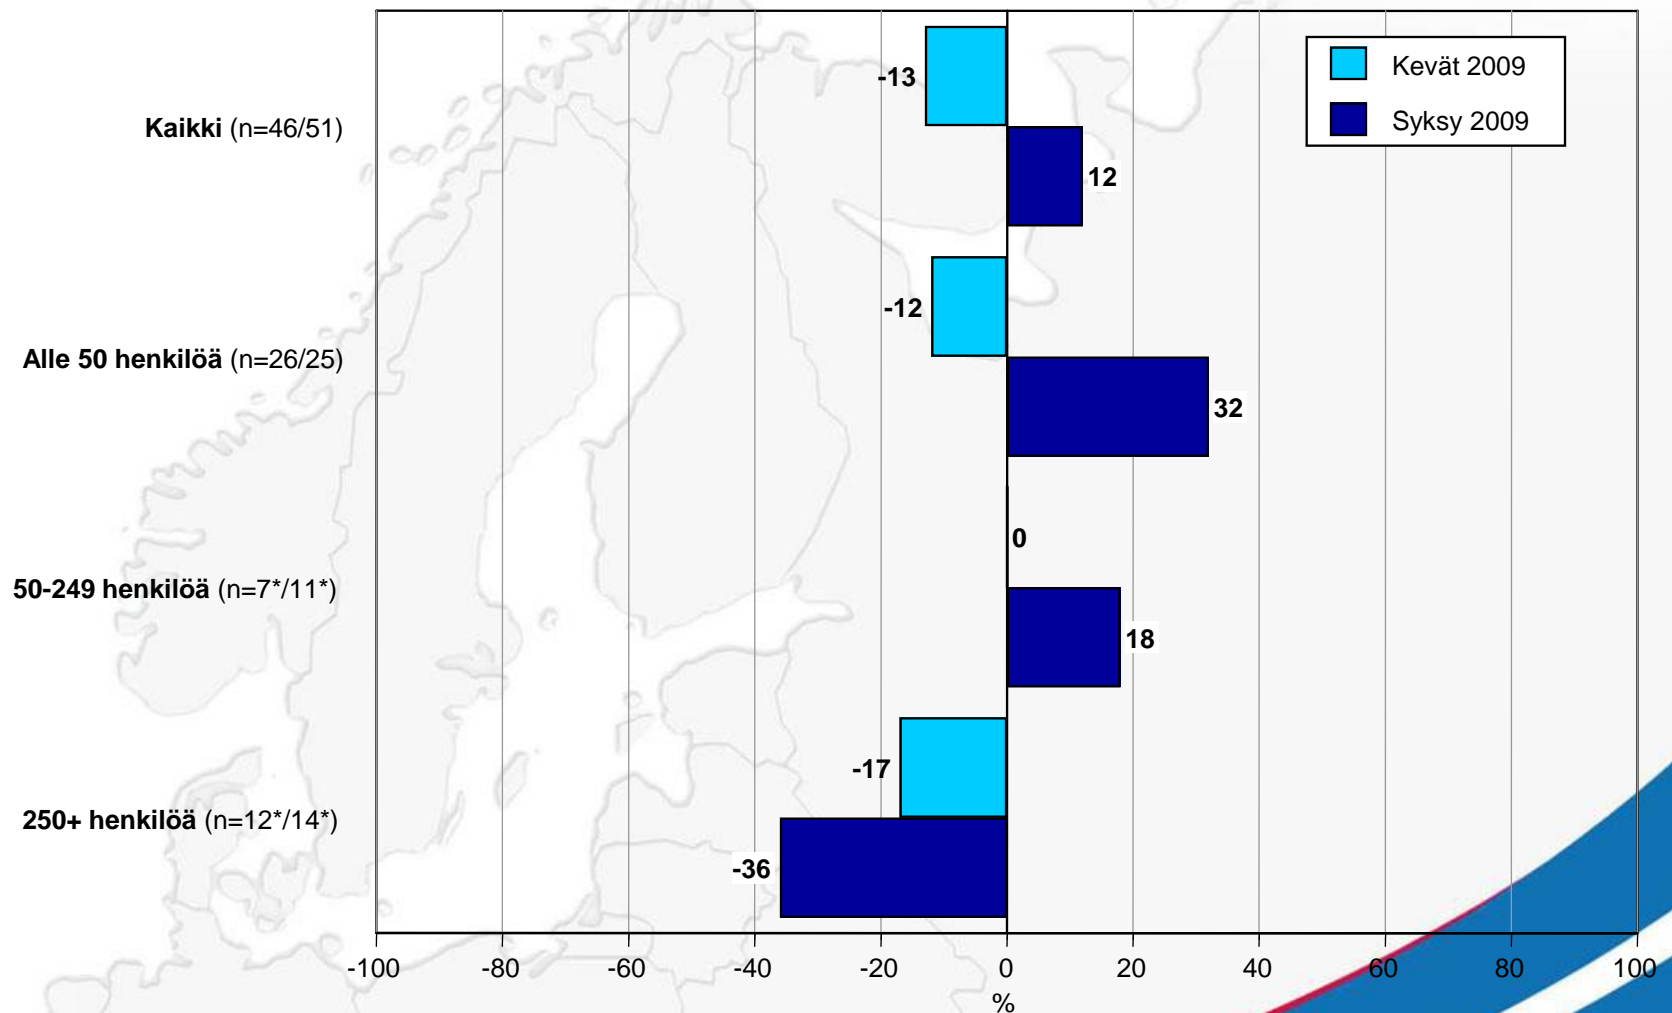 Kevät 2009
Syksy 2009
-13
Kaikki (n=46/51)
12
-12
Alle 50 henkilöä (n=26/25)
32
0
50-249 henkilöä (n=7*/11*)
18
-17
250+ henkilöä (n=12*/14*)
-36
-100 -80 -60 -40 -20 0 20 40 60 80 100
%